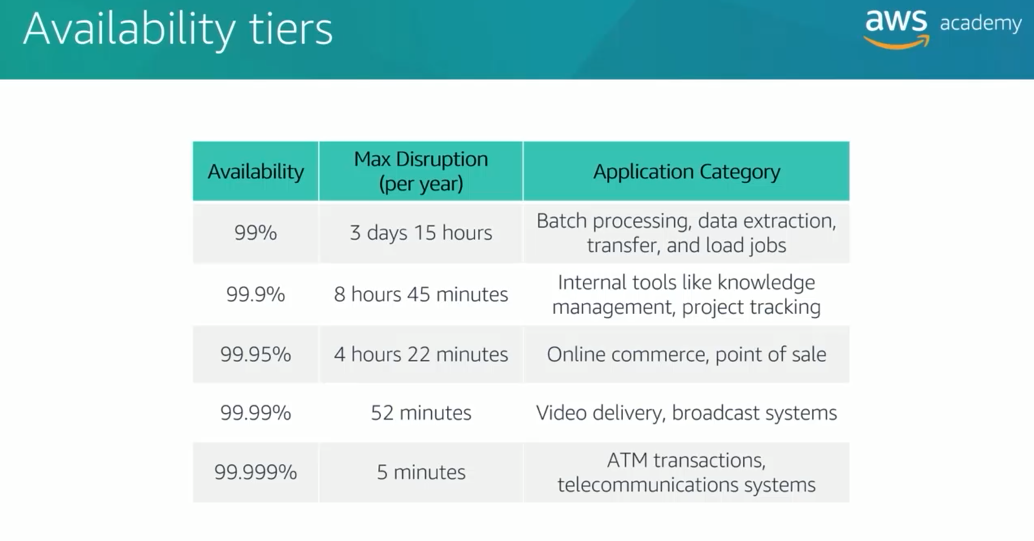 Availability tiers
aws academy
Availability
Max Disruption
(per year)
Application Category
99%
3 days 15 hours
Batch processing, data extraction,
transfer, and load jobs
99.9%
8 hours 45 minutes
Internal tools like knowledge
management, project tracking
99.95%
4 hours 22 minutes
Online commerce, point of sale
99.99%
52 minutes
Video delivery, broadcast systems
99.999%
5 minutes
ATM transactions,
telecommunications systems